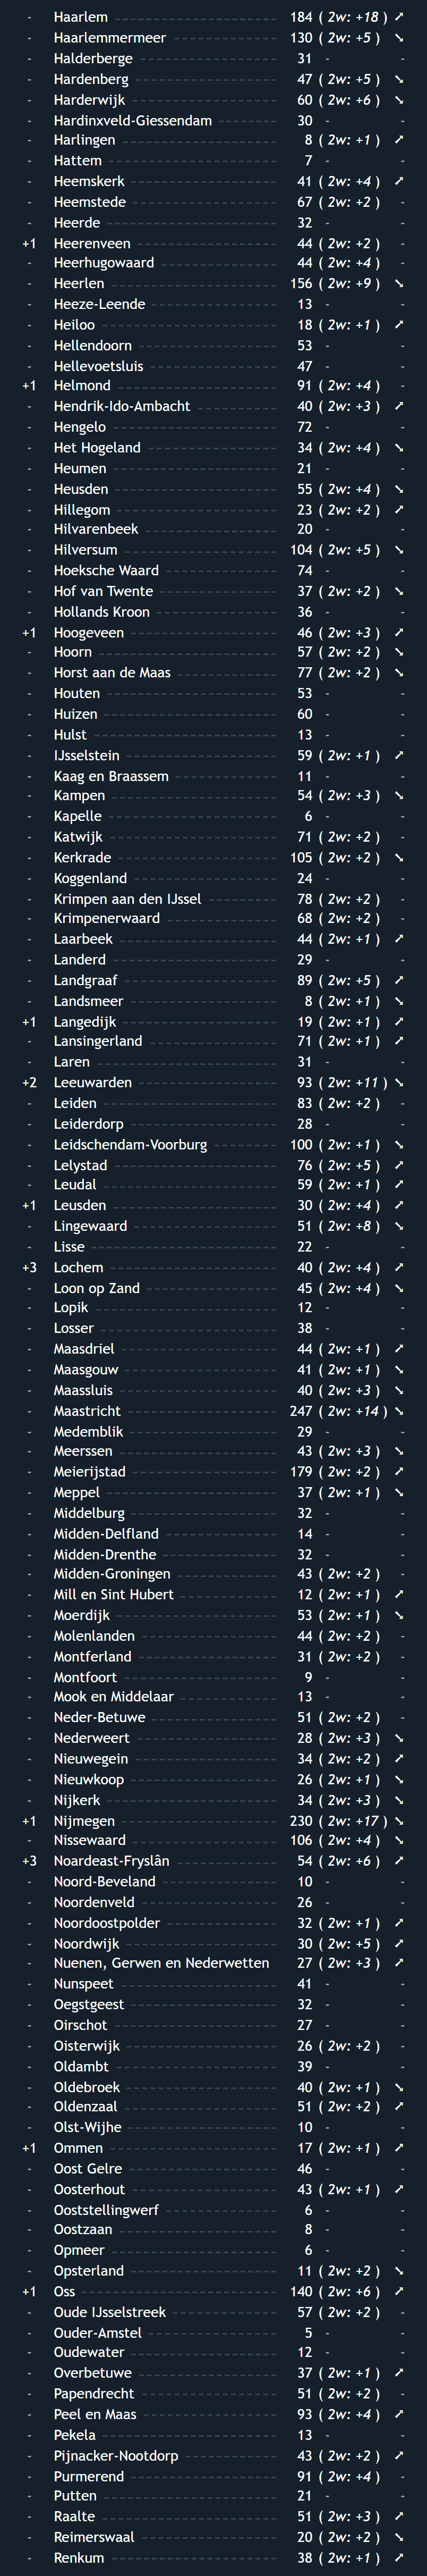 - Haarlem 184 ( 2w: +18 ) ➚
- Haarlemmermeer 130 ( 2w: +5 ) ➘
- Halderberge 31 - -
- Hardenberg 47 ( 2w: +5 ) ➘
- Harderwijk 60 ( 2w: +6 ) ➘
- Hardinxveld-Giessendam 30 - -
- Harlingen 8 ( 2w: +1 ) ➚
- Hattem 7 - -
- Heemskerk 41 ( 2w: +4 ) ➚
- Heemstede 67 ( 2w: +2 ) -
- Heerde 32 - -
+1 Heerenveen 44 ( 2w: +2 ) -
- Heerhugowaard 44 ( 2w: +4 ) -
- Heerlen 156 ( 2w: +9 ) ➘
- Heeze-Leende 13 - -
- Heiloo 18 ( 2w: +1 ) ➚
- Hellendoorn 53 - -
- Hellevoetsluis 47 - -
+1 Helmond 91 ( 2w: +4 ) -
- Hendrik-Ido-Ambacht 40 ( 2w: +3 ) ➚
- Hengelo 72 - -
- Het Hogeland 34 ( 2w: +4 ) ➘
- Heumen 21 - -
- Heusden 55 ( 2w: +4 ) ➘
- Hillegom 23 ( 2w: +2 ) ➚
- Hilvarenbeek 20 - -
- Hilversum 104 ( 2w: +5 ) ➘
- Hoeksche Waard 74 - -
- Hof van Twente 37 ( 2w: +2 ) ➘
- Hollands Kroon 36 - -
+1 Hoogeveen 46 ( 2w: +3 ) ➚
- Hoorn 57 ( 2w: +2 ) ➘
- Horst aan de Maas 77 ( 2w: +2 ) ➘
- Houten 53 - -
- Huizen 60 - -
- Hulst 13 - -
- IJsselstein 59 ( 2w: +1 ) ➚
- Kaag en Braassem 11 - -
- Kampen 54 ( 2w: +3 ) ➘
- Kapelle 6 - -
- Katwijk 71 ( 2w: +2 ) -
- Kerkrade 105 ( 2w: +2 ) ➘
- Koggenland 24 - -
- Krimpen aan den IJssel 78 ( 2w: +2 ) -
- Krimpenerwaard 68 ( 2w: +2 ) -
- Laarbeek 44 ( 2w: +1 ) ➚
- Landerd 29 - -
- Landgraaf 89 ( 2w: +5 ) ➚
- Landsmeer 8 ( 2w: +1 ) ➘
+1 Langedijk 19 ( 2w: +1 ) ➚
- Lansingerland 71 ( 2w: +1 ) ➚
- Laren 31 - -
+2 Leeuwarden 93 ( 2w: +11 ) ➘
- Leiden 83 ( 2w: +2 ) -
- Leiderdorp 28 - -
- Leidschendam-Voorburg 100 ( 2w: +1 ) ➘
- Lelystad 76 ( 2w: +5 ) ➚
- Leudal 59 ( 2w: +1 ) ➚
+1 Leusden 30 ( 2w: +4 ) ➚
- Lingewaard 51 ( 2w: +8 ) ➘
- Lisse 22 - -
+3 Lochem 40 ( 2w: +4 ) ➚
- Loon op Zand 45 ( 2w: +4 ) ➘
- Lopik 12 - -
- Losser 38 - -
- Maasdriel 44 ( 2w: +1 ) ➚
- Maasgouw 41 ( 2w: +1 ) ➘
- Maassluis 40 ( 2w: +3 ) ➘
- Maastricht 247 ( 2w: +14 ) ➘
- Medemblik 29 - -
- Meerssen 43 ( 2w: +3 ) ➘
- Meierijstad 179 ( 2w: +2 ) ➚
- Meppel 37 ( 2w: +1 ) ➘
- Middelburg 32 - -
- Midden-Delfland 14 - -
- Midden-Drenthe 32 - -
- Midden-Groningen 43 ( 2w: +2 ) -
- Mill en Sint Hubert 12 ( 2w: +1 ) ➚
- Moerdijk 53 ( 2w: +1 ) ➘
- Molenlanden 44 ( 2w: +2 ) -
- Montferland 31 ( 2w: +2 ) -
- Montfoort 9 - -
- Mook en Middelaar 13 - -
- Neder-Betuwe 51 ( 2w: +2 ) -
- Nederweert 28 ( 2w: +3 ) ➘
- Nieuwegein 34 ( 2w: +2 ) ➚
- Nieuwkoop 26 ( 2w: +1 ) ➘
- Nijkerk 34 ( 2w: +3 ) ➘
+1 Nijmegen 230 ( 2w: +17 ) ➘
- Nissewaard 106 ( 2w: +4 ) ➘
+3 Noardeast-Fryslân 54 ( 2w: +6 ) ➚
- Noord-Beveland 10 - -
- Noordenveld 26 - -
- Noordoostpolder 32 ( 2w: +1 ) ➚
- Noordwijk 30 ( 2w: +5 ) ➚
- Nuenen, Gerwen en Nederwetten 27 ( 2w: +3 ) ➚
- Nunspeet 41 - -
- Oegstgeest 32 - -
- Oirschot 27 - -
- Oisterwijk 26 ( 2w: +2 ) -
- Oldambt 39 - -
- Oldebroek 40 ( 2w: +1 ) ➘
- Oldenzaal 51 ( 2w: +2 ) ➚
- Olst-Wijhe 10 - -
+1 Ommen 17 ( 2w: +1 ) ➚
- Oost Gelre 46 - -
- Oosterhout 43 ( 2w: +1 ) ➚
- Ooststellingwerf 6 - -
- Oostzaan 8 - -
- Opmeer 6 - -
- Opsterland 11 ( 2w: +2 ) ➘
+1 Oss 140 ( 2w: +6 ) ➚
- Oude IJsselstreek 57 ( 2w: +2 ) -
- Ouder-Amstel 5 - -
- Oudewater 12 - -
- Overbetuwe 37 ( 2w: +1 ) ➚
- Papendrecht 51 ( 2w: +2 ) -
- Peel en Maas 93 ( 2w: +4 ) ➚
- Pekela 13 - -
- Pijnacker-Nootdorp 43 ( 2w: +2 ) ➚
- Purmerend 91 ( 2w: +4 ) -
- Putten 21 - -
- Raalte 51 ( 2w: +3 ) ➚
- Reimerswaal 20 ( 2w: +2 ) ➘
- Renkum 38 ( 2w: +1 ) ➚